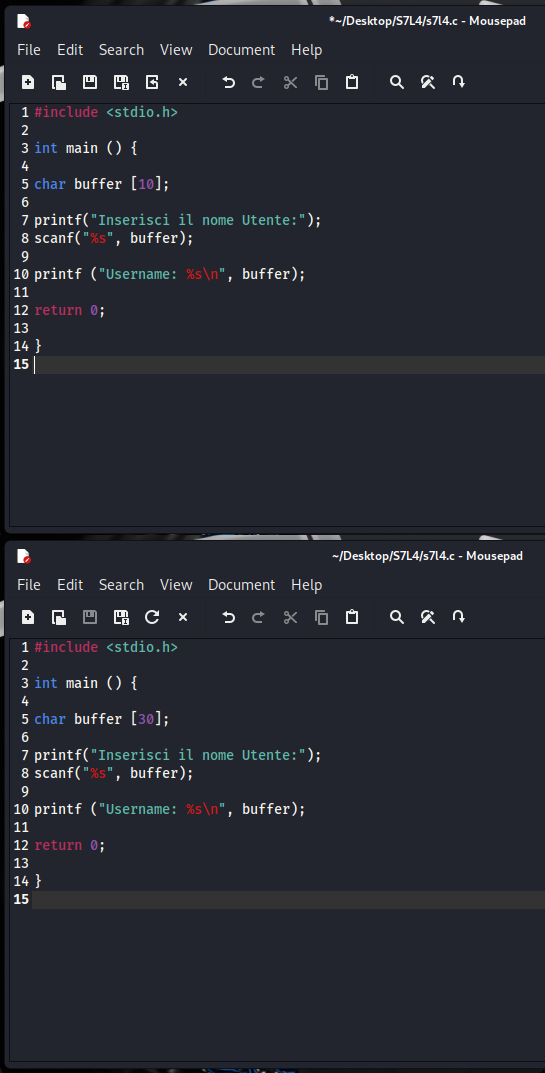 *~/Desktop/S7L4/s7l4.c - Mousepad
File Edit Search View Document Help
1 #include <stdio.h>
2
3 int main () {
4
5 char buffer [10];
6
7 printf("Inserisci il nome Utente:");
8 scanf("%s", buffer);
9
10 printf ("Username: %s\n", buffer);
11
12 return 0;
13
14 }
15
~/Desktop/S7L4/s7l4.c - Mousepad
File Edit Search View Document Help
1 #include <stdio.h>
2
3 int main () {
4
5 char buffer [30];
6
7 printf("Inserisci il nome Utente:");
8 scanf("%s", buffer);
9
10 printf ("Username: %s\n", buffer);
11
12 return 0;
13
14 }
15